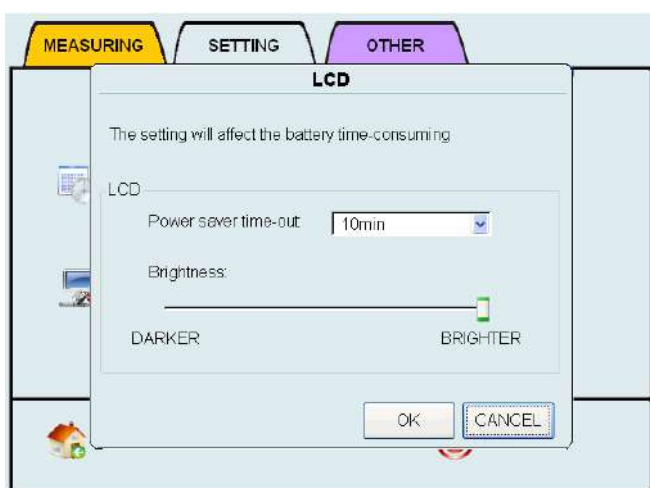 MEASURING SETTING OTHER
LCD
The setting will affect the battery time-consuming
LCD
Power saver time-out: 10min
Brightness:
DARKER BRIGHTER
OK CANCEL